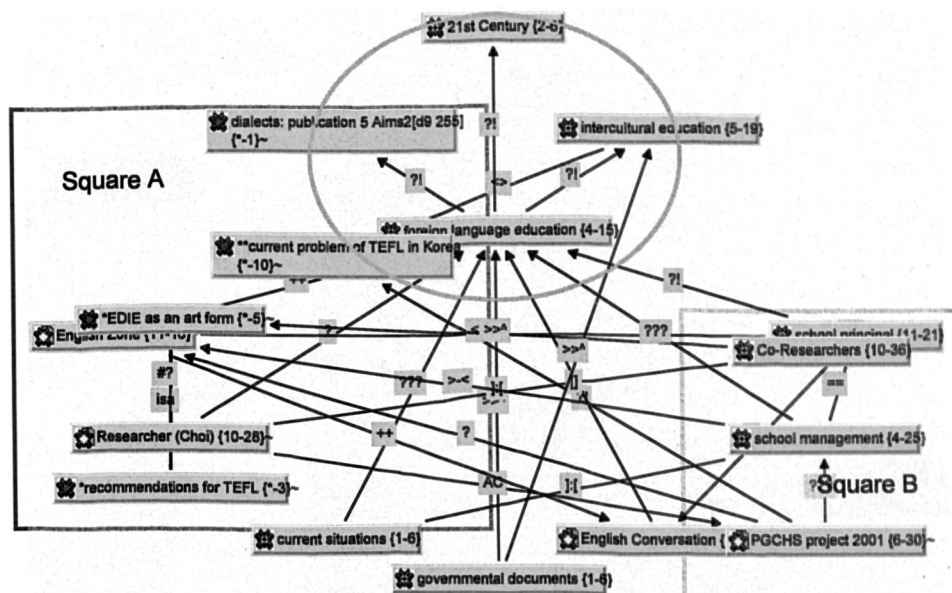 21st Century {2-6}
?!
dialects: publication 5 Aims2[d9 255]
{*-1}~
intercultural education {5-19}
Square A
?!
<>
?!
foreign language education {4-15}
**current problem of TEFL in Korea
{*-10}~
++
?!
*EDIE as an art form {*-5}~
English Zone
?
< >>^
???
school principal {11-21}
>>^
Co-Researchers {10-36}
#?
???
>-<
]:[
[]
==
isa
Researcher (Choi) {10-28}~
++
?
school management {4-25}
*recommendations for TEFL {*-3}~
AC
]:[
Square B
current situations {1-6}
English Conversation {
PGCHS project 2001 {6-30}~
governmental documents {1-6}